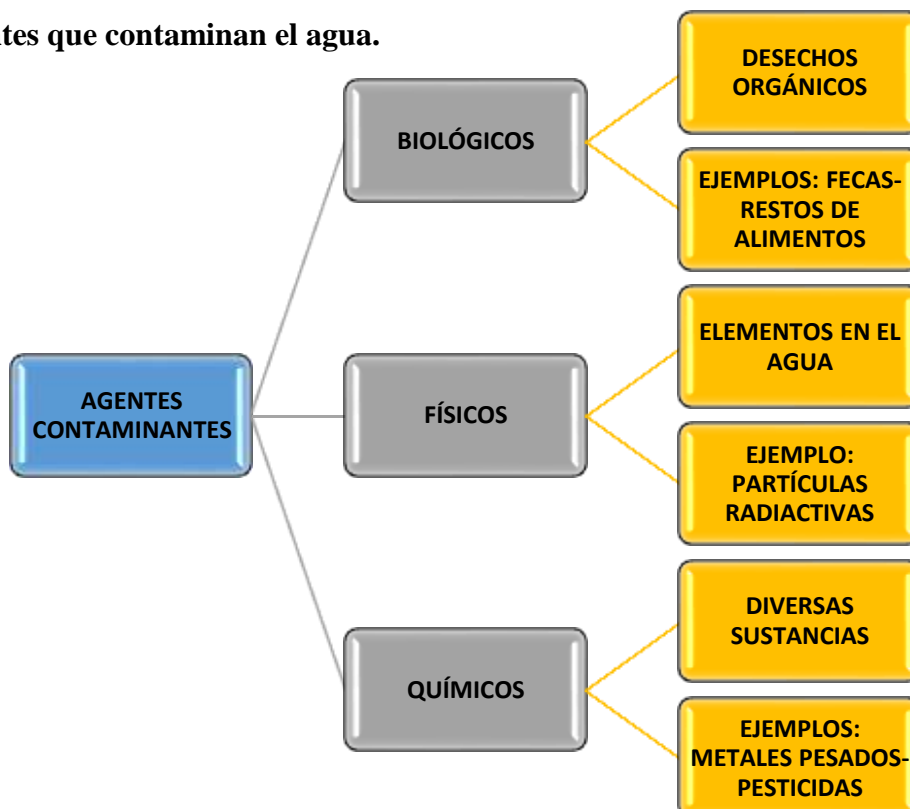 que contaminan el agua.
BIOLÓGICOS
DESECHOS
ORGÁNICOS
EJEMPLOS: FECAS-
RESTOS DE
ALIMENTOS
AGENTES
CONTAMINANTES
FÍSICOS
ELEMENTOS EN EL
AGUA
EJEMPLO:
PARTÍCULAS
RADIACTIVAS
QUÍMICOS
DIVERSAS
SUSTANCIAS
EJEMPLOS:
METALES PESADOS-
PESTICIDAS